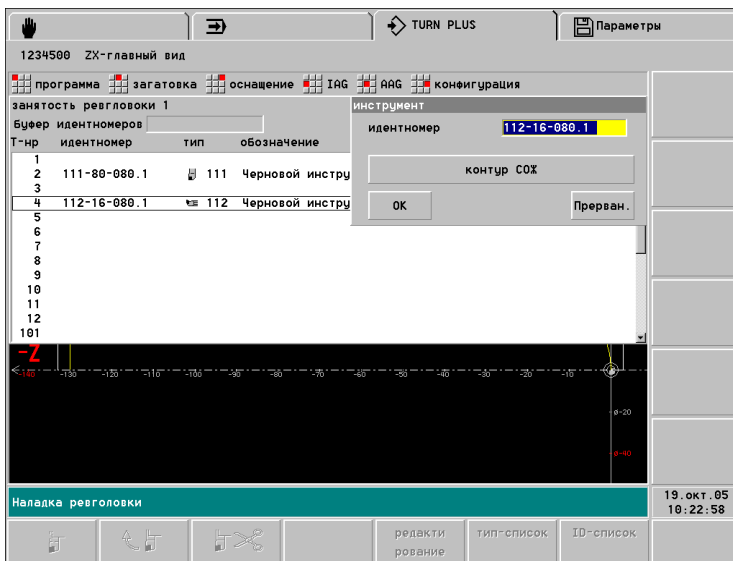 TURN PLUS Параметры
1234500 ZX-главный вид
программа загатовка оснащение IAG AAG конфигурация
занятость ревгловоки 1
Буфер идентномеров
T-нр идентномер тип обозначение
1
2 111-80-080.1 111 Черновой инстру
3
4 112-16-080.1 112 Черновой инстру
5
6
7
8
9
10
11
12
101
инструмент
идентномер 112-16-080.1
контур СОЖ
OK Прерван.
-Z
-140 -130 -120 -110 -100 -90 -80 -70 -60 -50 -40 -30 -20 -10
ø-20
ø-40
Наладка ревголовки
19.окт.05
10:22:58
редакти
рование
тип-список
ID-список